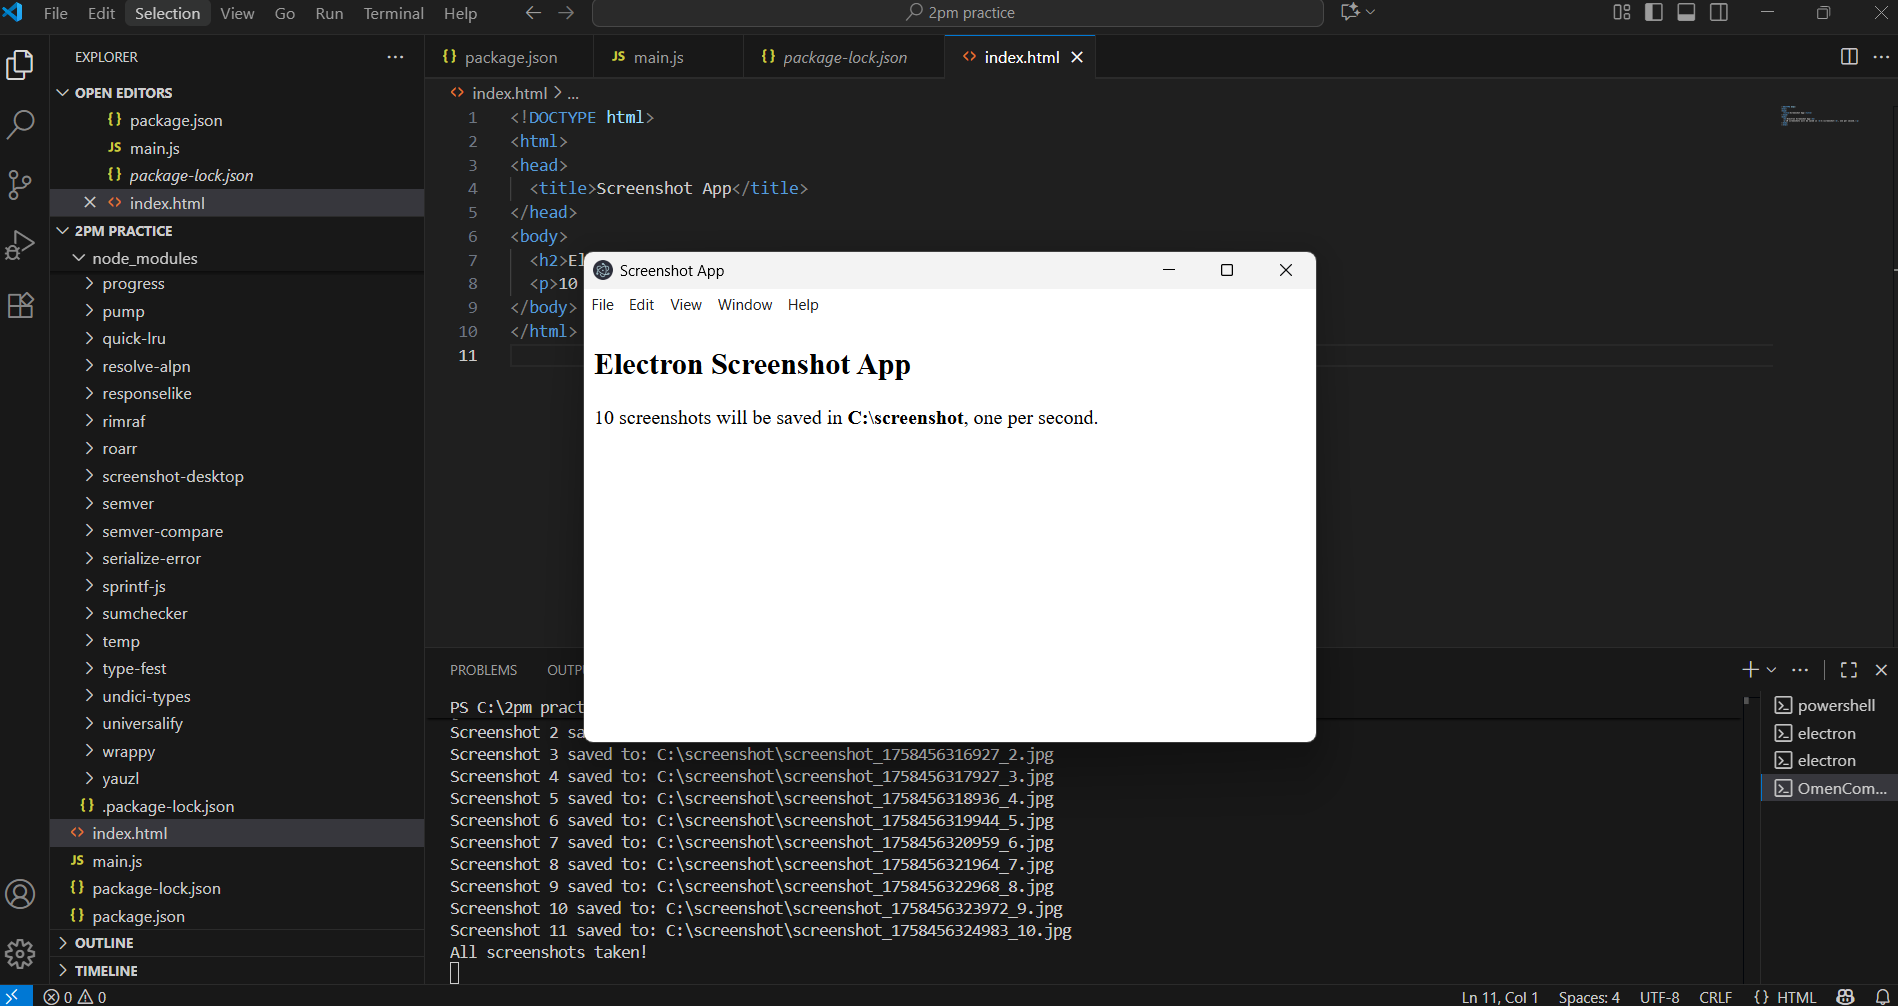 File Edit Selection View Go Run Terminal Help
2pm practice
EXPLORER
OPEN EDITORS
package.json
JS main.js
package-lock.json
index.html
2PM PRACTICE
node_modules
progress
pump
quick-lru
resolve-alpn
responselike
rimraf
roarr
screenshot-desktop
semver
semver-compare
serialize-error
sprintf-js
sumchecker
temp
type-fest
undici-types
universalify
wrappy
yauzl
{} .package-lock.json
<> index.html
JS main.js
{} package-lock.json
{} package.json
OUTLINE
TIMELINE
{} package.json JS main.js {} package-lock.json <> index.html
<> index.html > ...
1 <!DOCTYPE html>
2 <html>
3 <head>
4 <title>Screenshot App</title>
5 </head>
6 <body>
7 <h2>El
8 <p>10
9 </body>
10 </html>
11
Screenshot App
File Edit View Window Help
Electron Screenshot App
10 screenshots will be saved in C:\screenshot, one per second.
PROBLEMS OUTPU
PS C:\2pm pract
Screenshot 2 sa
Screenshot 3 saved to: C:\screenshot\screenshot_1758456316927_2.jpg
Screenshot 4 saved to: C:\screenshot\screenshot_1758456317927_3.jpg
Screenshot 5 saved to: C:\screenshot\screenshot_1758456318936_4.jpg
Screenshot 6 saved to: C:\screenshot\screenshot_1758456319944_5.jpg
Screenshot 7 saved to: C:\screenshot\screenshot_1758456320959_6.jpg
Screenshot 8 saved to: C:\screenshot\screenshot_1758456321964_7.jpg
Screenshot 9 saved to: C:\screenshot\screenshot_1758456322968_8.jpg
Screenshot 10 saved to: C:\screenshot\screenshot_1758456323972_9.jpg
Screenshot 11 saved to: C:\screenshot\screenshot_1758456324983_10.jpg
All screenshots taken!
powershell
electron
electron
OmenCom...
0 0
Ln 11, Col 1 Spaces: 4 UTF-8 CRLF {} HTML